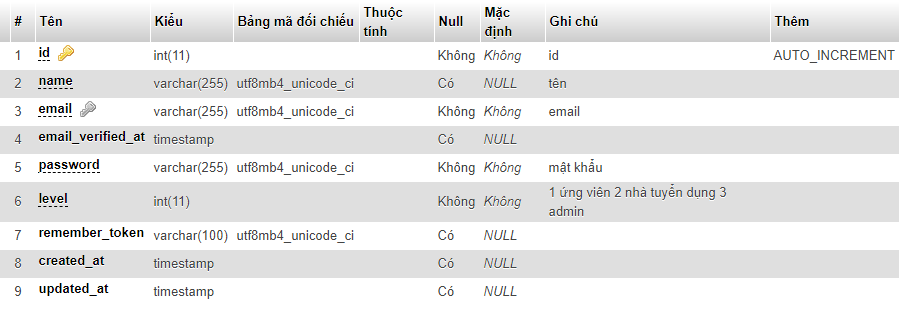 # Tên Kiểu Bảng mã đối chiếu Thuộc tính Null Mặc định Ghi chú Thêm
1 id int(11) Không Không id AUTO_INCREMENT
2 name varchar(255) utf8mb4_unicode_ci Có NULL tên
3 email varchar(255) utf8mb4_unicode_ci Không Không email
4 email_verified_at timestamp Có NULL
5 password varchar(255) utf8mb4_unicode_ci Không Không mật khẩu
6 level int(11) Không Không 1 ứng viên 2 nhà tuyển dụng 3 admin
7 remember_token varchar(100) utf8mb4_unicode_ci Có NULL
8 created_at timestamp Có NULL
9 updated_at timestamp Có NULL